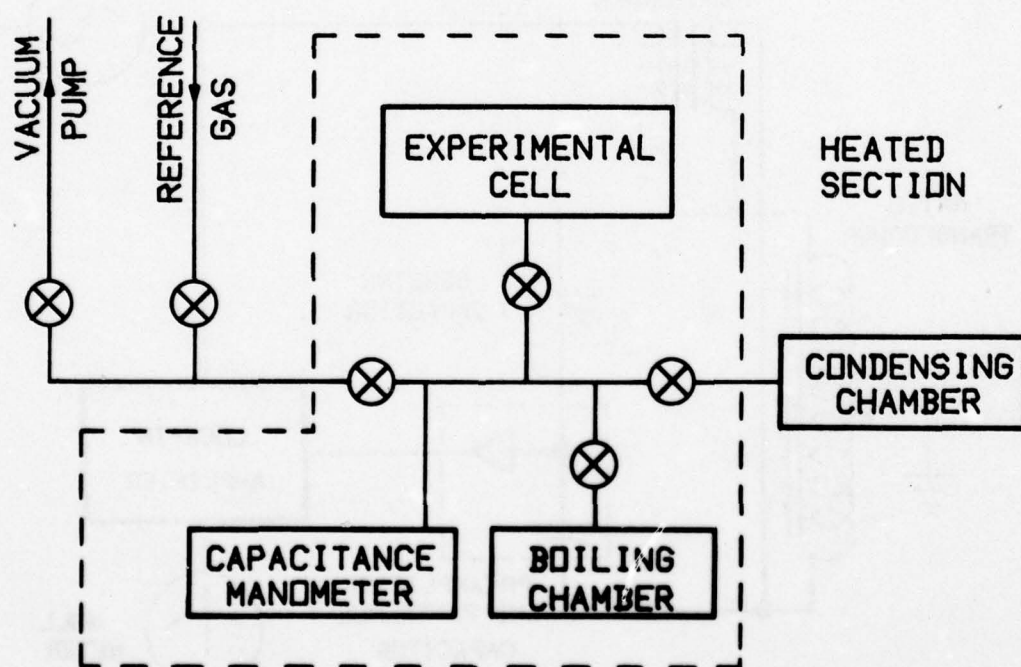 VACUUM
PUMP
REFERENCE
GAS
EXPERIMENTAL
CELL
HEATED
SECTION
CONDENSING
CHAMBER
CAPACITANCE
MANOMETER
BOILING
CHAMBER